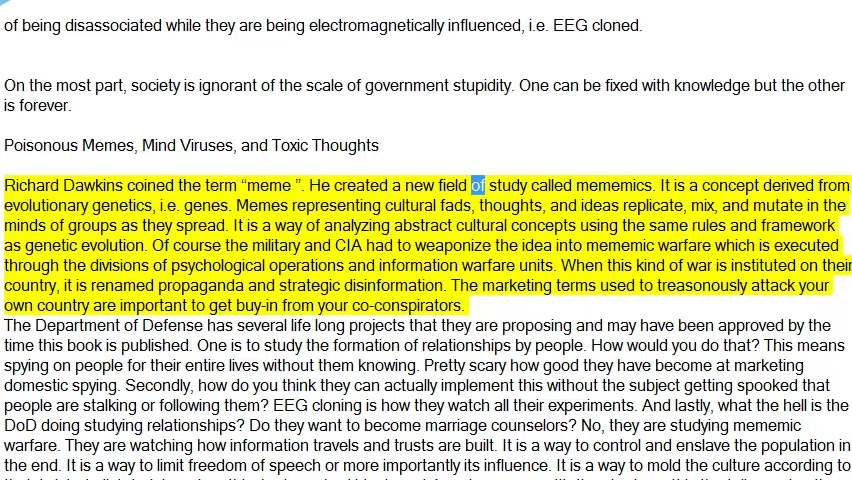 of being disassociated while they are being electromagnetically influenced, i.e. EEG cloned.
On the most part, society is ignorant of the scale of government stupidity. One can be fixed with knowledge but the other
is forever.
Poisonous Memes, Mind Viruses, and Toxic Thoughts
Richard Dawkins coined the term “meme ”. He created a new field of study called mememics. It is a concept derived from
evolutionary genetics, i.e. genes. Memes representing cultural fads, thoughts, and ideas replicate, mix, and mutate in the
minds of groups as they spread. It is a way of analyzing abstract cultural concepts using the same rules and framework
as genetic evolution. Of course the military and CIA had to weaponize the idea into mememic warfare which is executed
through the divisions of psychological operations and information warfare units. When this kind of war is instituted on their
country, it is renamed propaganda and strategic disinformation. The marketing terms used to treasonously attack your
own country are important to get buy-in from your co-conspirators.
The Department of Defense has several life long projects that they are proposing and may have been approved by the
time this book is published. One is to study the formation of relationships by people. How would you do that? This means
spying on people for their entire lives without them knowing. Pretty scary how good they have become at marketing
domestic spying. Secondly, how do you think they can actually implement this without the subject getting spooked that
people are stalking or following them? EEG cloning is how they watch all their experiments. And lastly, what the hell is the
DoD doing studying relationships? Do they want to become marriage counselors? No, they are studying mememic
warfare. They are watching how information travels and trusts are built. It is a way to control and enslave the population in
the end. It is a way to limit freedom of speech or more importantly its influence. It is a way to mold the culture according to